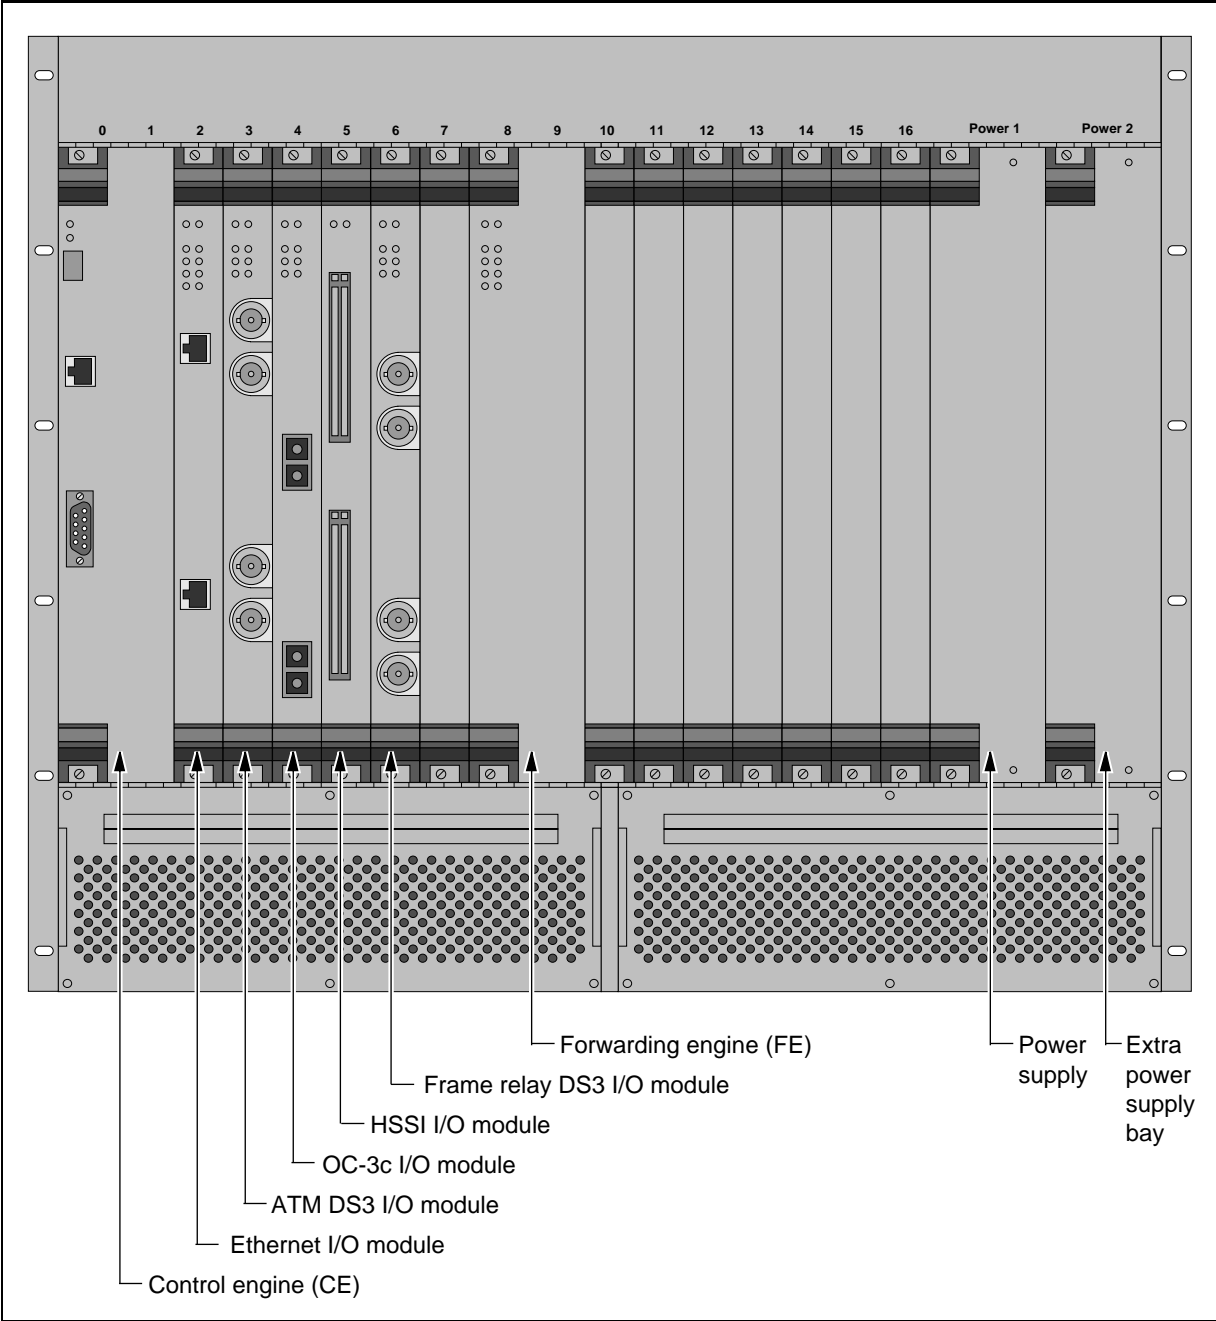 0 1 2 3 4 5 6 7 8 9 10 11 12 13 14 15 16 Power 1 Power 2
Forwarding engine (FE)
Frame relay DS3 I/O module
HSSI I/O module
OC-3c I/O module
ATM DS3 I/O module
Ethernet I/O module
Control engine (CE)
Power
supply
Extra
power
supply
bay